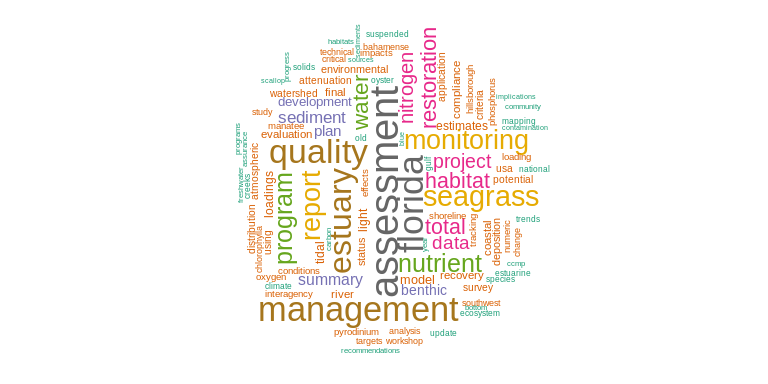 suspended
habitats
sediments
bahamense
technical
impacts
critical
sources
progress
solids
environmental
scallop
attenuation
oyster
watershed
final
development
water
nitrogen
restoration
application
compliance
hillsborough
criteria
phosphorus
implications
community
study
sediment
manatee
plan
evaluation
old
blue
estimates
mapping
contamination
monitoring
programs
assurance
quality
assessment
florida
gulf
project
loading
usa
national
freshwater
creeks
atmospheric
loadings
program
report
estuary
effects
habitat
potential
seagrass
distribution
chlorophylla
using
tidal
carbon
status
light
shoreline
total
data
year
tracking
coastal
deposition
numeric
change
trends
nutrient
ccmp
conditions
oxygen
climate
summary
model
recovery
estuarine
species
interagency
river
benthic
survey
management
southwest
bottom
ecosystem
pyrodinium
analysis
update
targets
workshop
recommendations